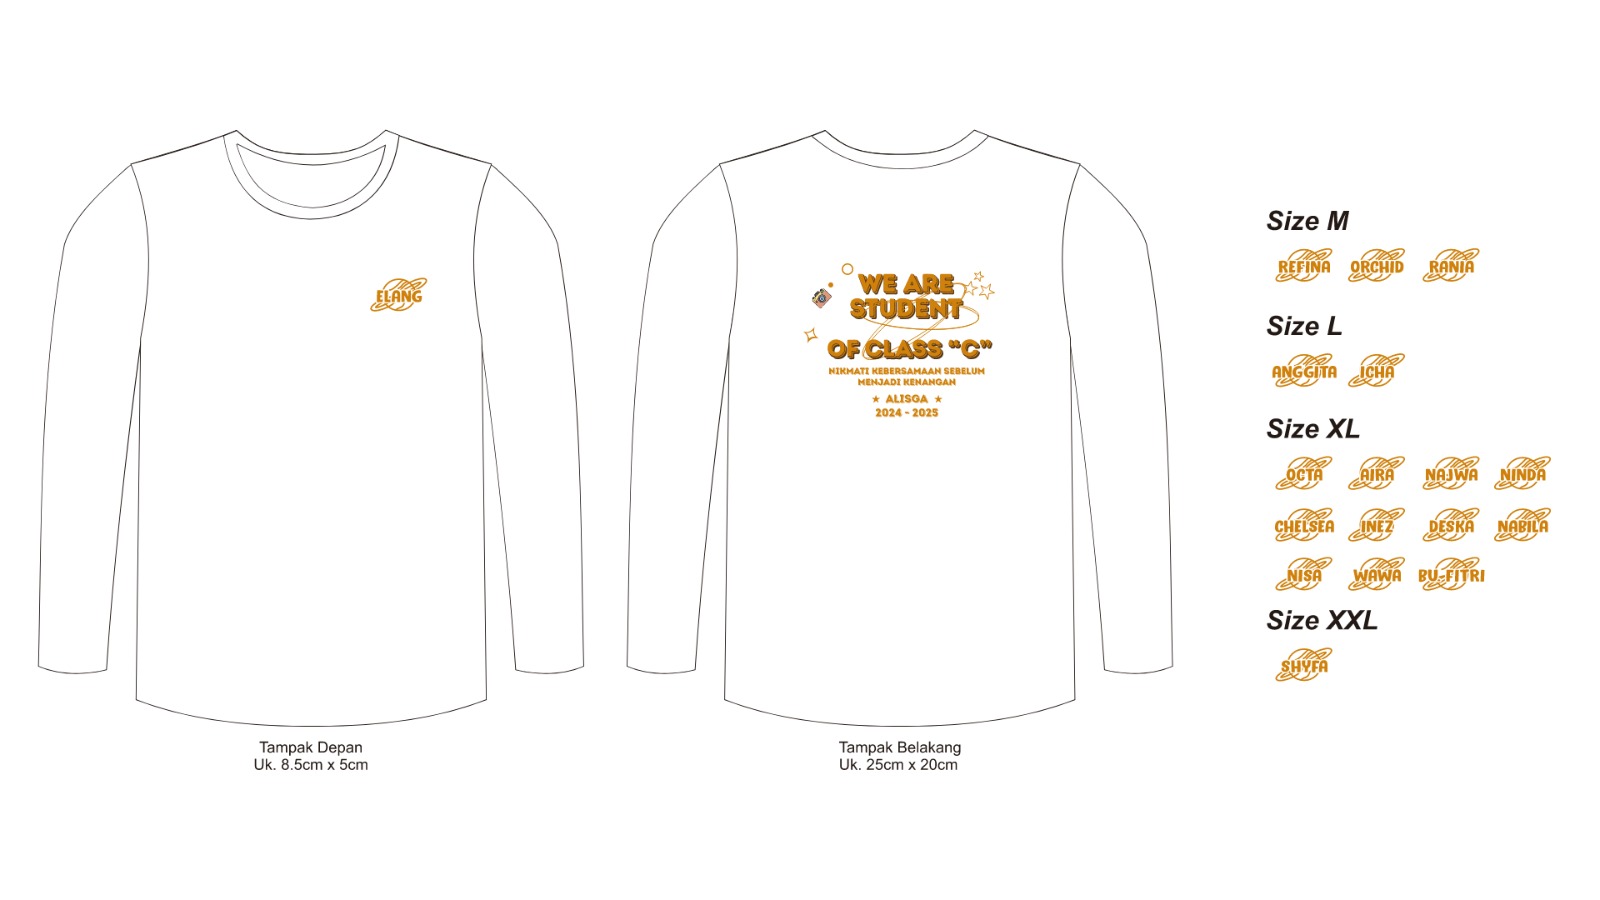 ELANG
WE ARE
STUDENT
OF CLASS “C”
NIKMATI KEBERSAMAAN SEBELUM
MENJADI KENANGAN
★ ALISGA ★
2024 - 2025
Tampak Depan
Uk. 8.5cm x 5cm
Tampak Belakang
Uk. 25cm x 20cm
Size M
REFINA ORCHID RANIA
Size L
ANGGITA ICHA
Size XL
OCTA AIRA NAJWA NINDA
CHELSEA INEZ DESKA NABILA
NISA WAWA BU-FITRI
Size XXL
SHYFA